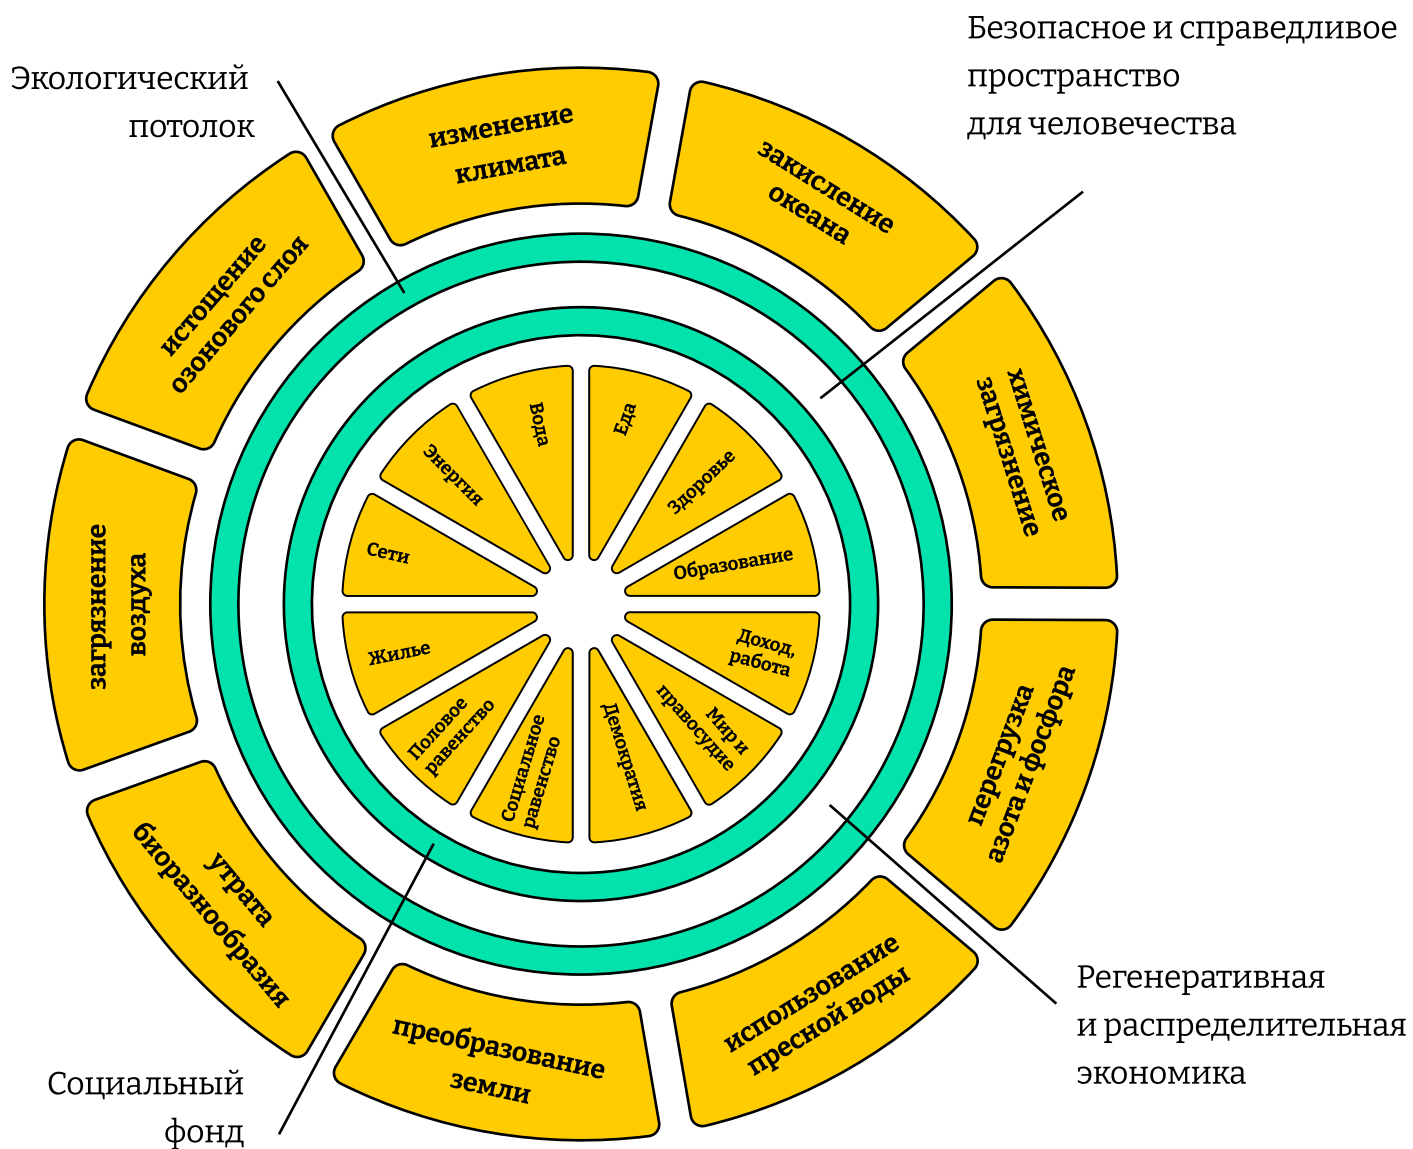 Экологический
потолок
Безопасное и справедливое
пространство
для человечества
изменение
климата
закисление
океана
химическое
загрязнение
перегрузка
азота и фосфора
использование
пресной воды
преобразование
земли
утрата
биоразнообразия
загрязнение
воздуха
истощение
озонового слоя
Вода
Еда
Здоровье
Образование
Доход,
работа
Мир и
правосудие
Демократия
Социальное
равенство
Половое
равенство
Жилье
Сети
Энергия
Регенеративная
и распределительная
экономика
Социальный
фонд